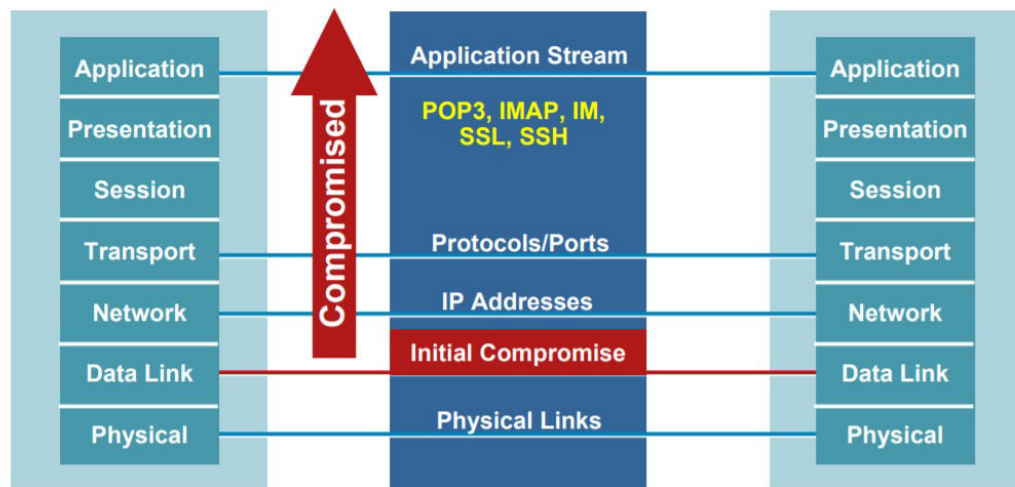 Application
Presentation
Session
Transport
Network
Data Link
Physical
Compromised
Application Stream
POP3, IMAP, IM,
SSL, SSH
Protocols/Ports
IP Addresses
Initial Compromise
Physical Links
Application
Presentation
Session
Transport
Network
Data Link
Physical